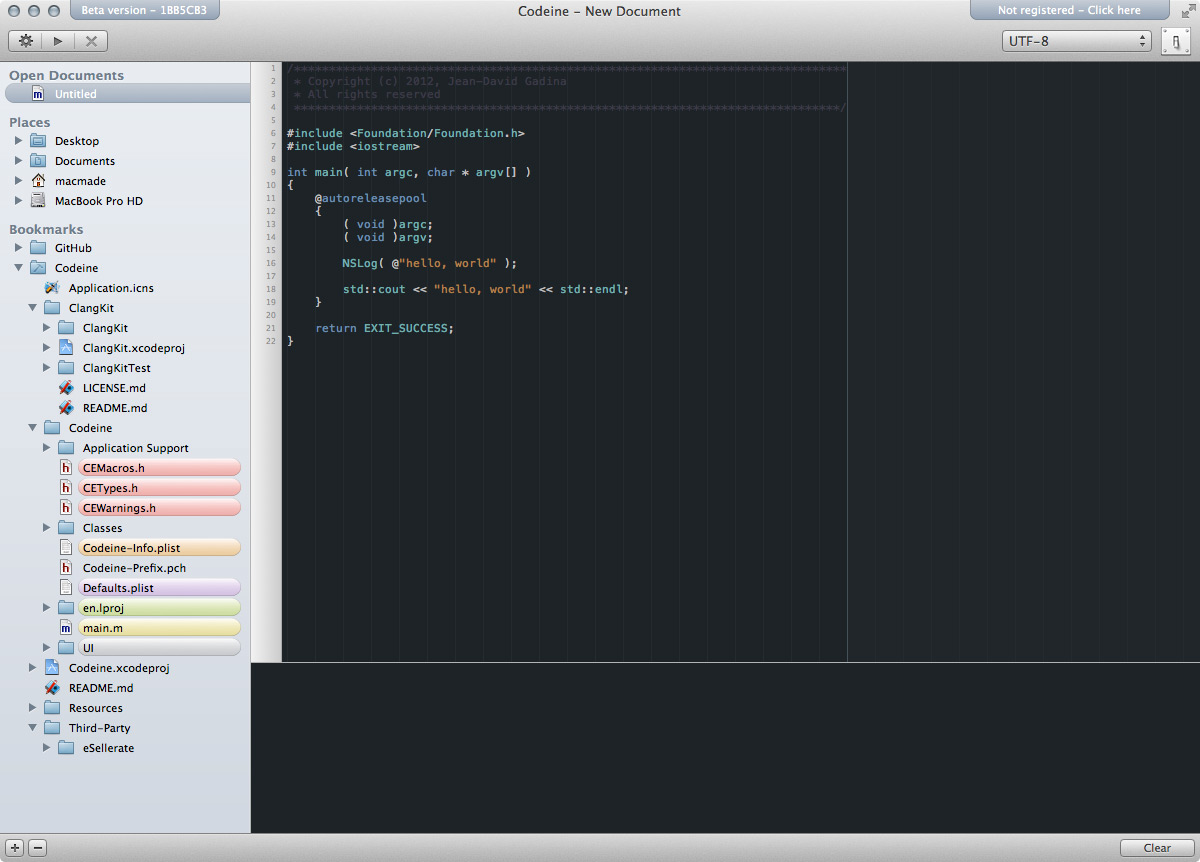 Beta version - 1BB5CB3
Codeine - New Document
Not registered - Click here
UTF-8
Open Documents
Untitled
Places
Desktop
Documents
macmade
MacBook Pro HD
Bookmarks
GitHub
Codeine
Application.icns
ClangKit
ClangKit
ClangKit.xcodeproj
ClangKitTest
LICENSE.md
README.md
Codeine
Application Support
h CEMacros.h
h CETypes.h
h CEWarnings.h
Classes
Codeine-Info.plist
h Codeine-Prefix.pch
Defaults.plist
en.lproj
m main.m
UI
Codeine.xcodeproj
README.md
Resources
Third-Party
eSellerate
1 /*******************************************************************************
2  * Copyright (c) 2012, Jean-David Gadina
3  * All rights reserved
4  ******************************************************************************/
5
6 #include <Foundation/Foundation.h>
7 #include <iostream>
8
9 int main( int argc, char * argv[] )
10 {
11     @autoreleasepool
12     {
13         ( void )argc;
14         ( void )argv;
15
16         NSLog( @"hello, world" );
17
18         std::cout << "hello, world" << std::endl;
19     }
20
21     return EXIT_SUCCESS;
22 }
Clear